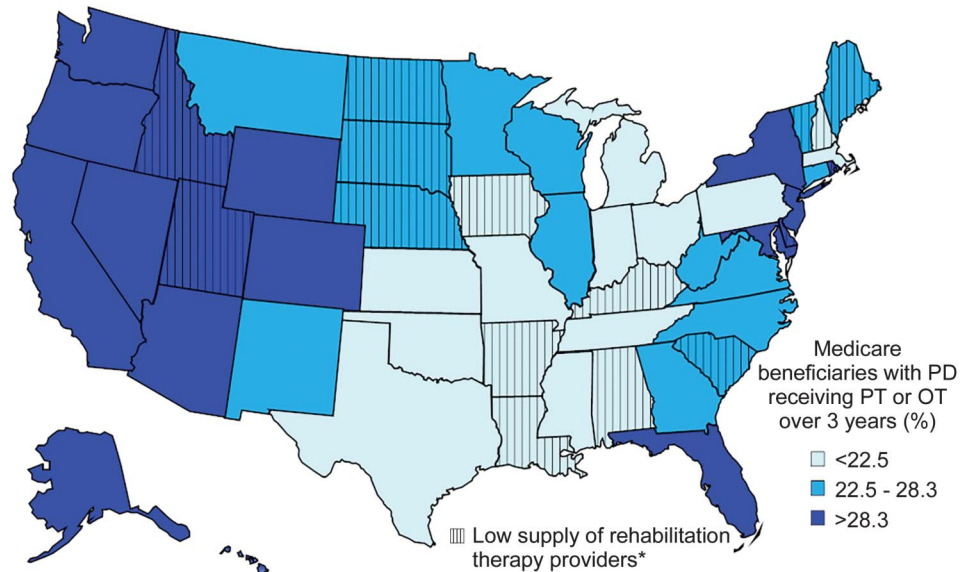 Medicare
beneficiaries with PD
receiving PT or OT
over 3 years (%)
<22.5
22.5 - 28.3
>28.3
Low supply of rehabilitation
therapy providers*